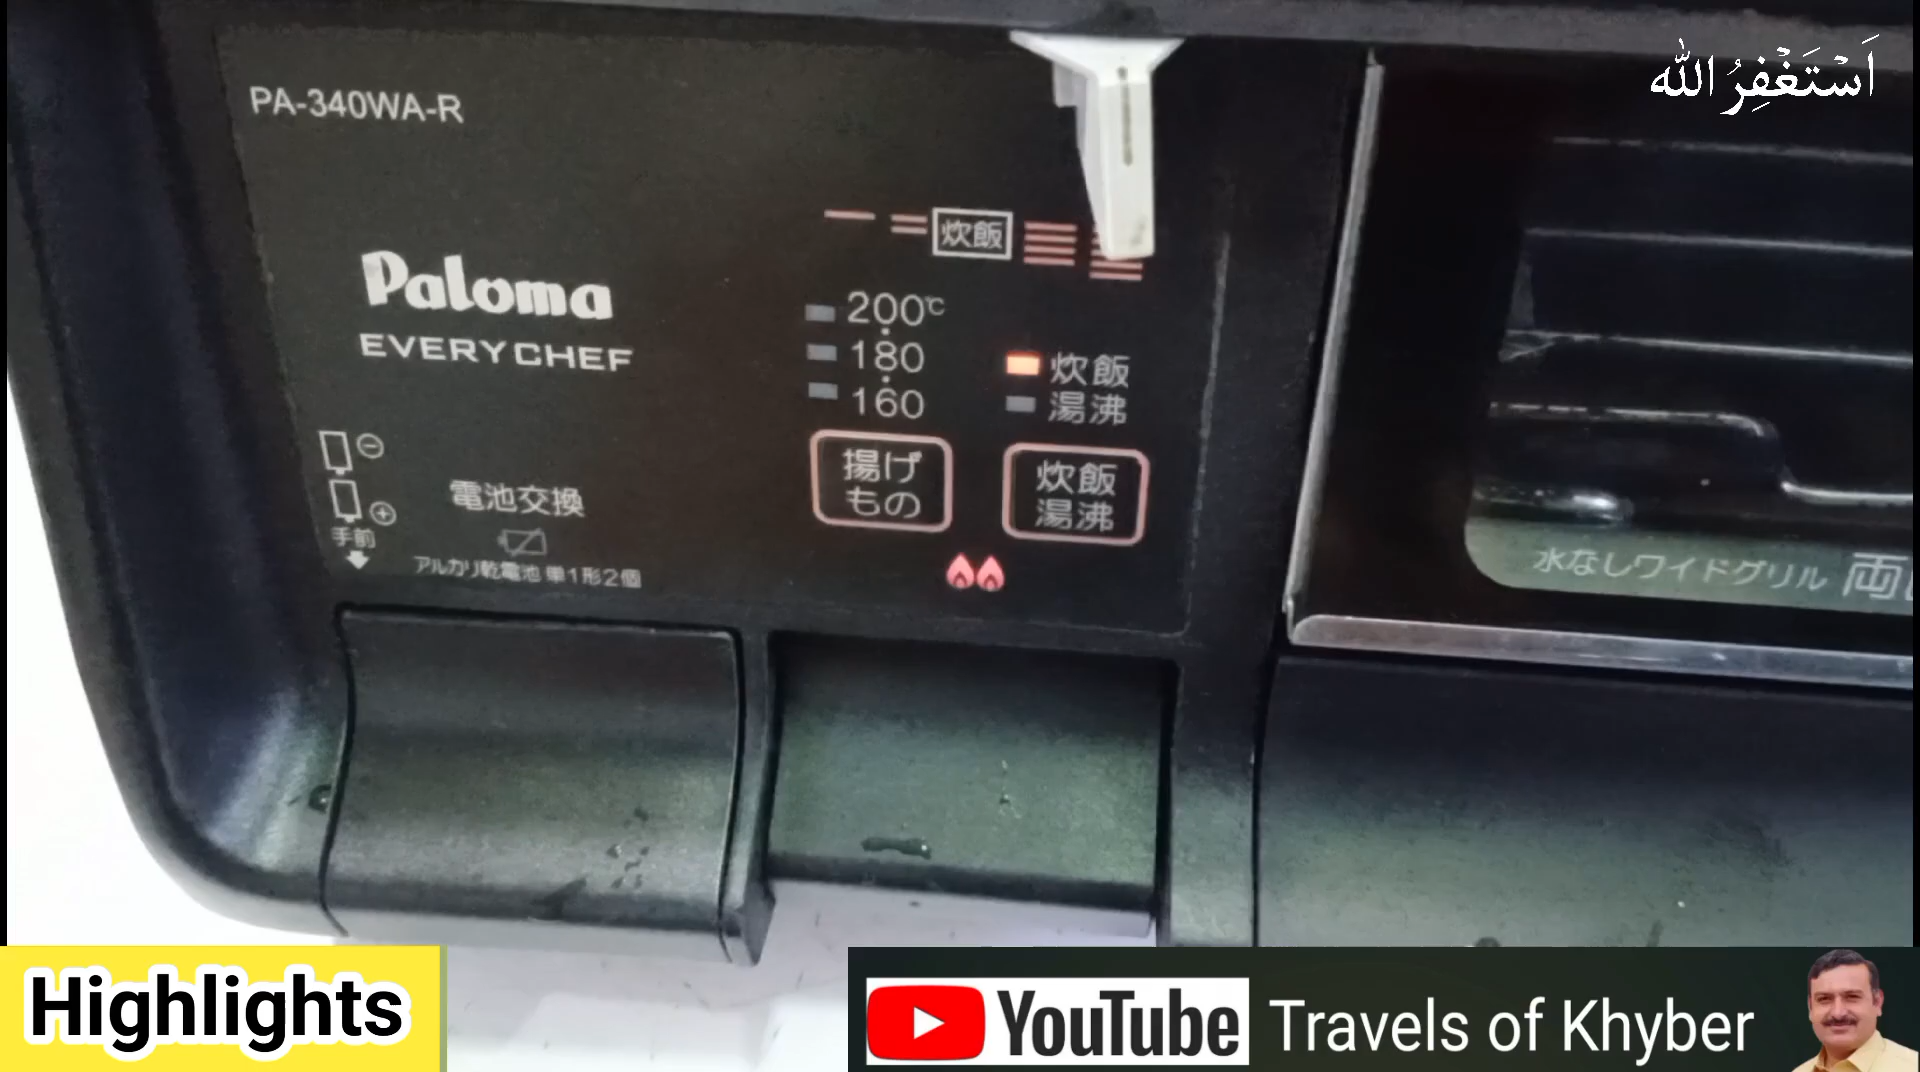 اَسْتَغْفِرُ اللّٰه
PA-340WA-R
炊飯
Paloma
EVERYCHEF
200℃
180
160
炊飯
湯沸
揚げ
もの
炊飯
湯沸
電池交換
手前
アルカリ乾電池 単1形2個
水なしワイドグリル 両
Highlights
YouTube Travels of Khyber